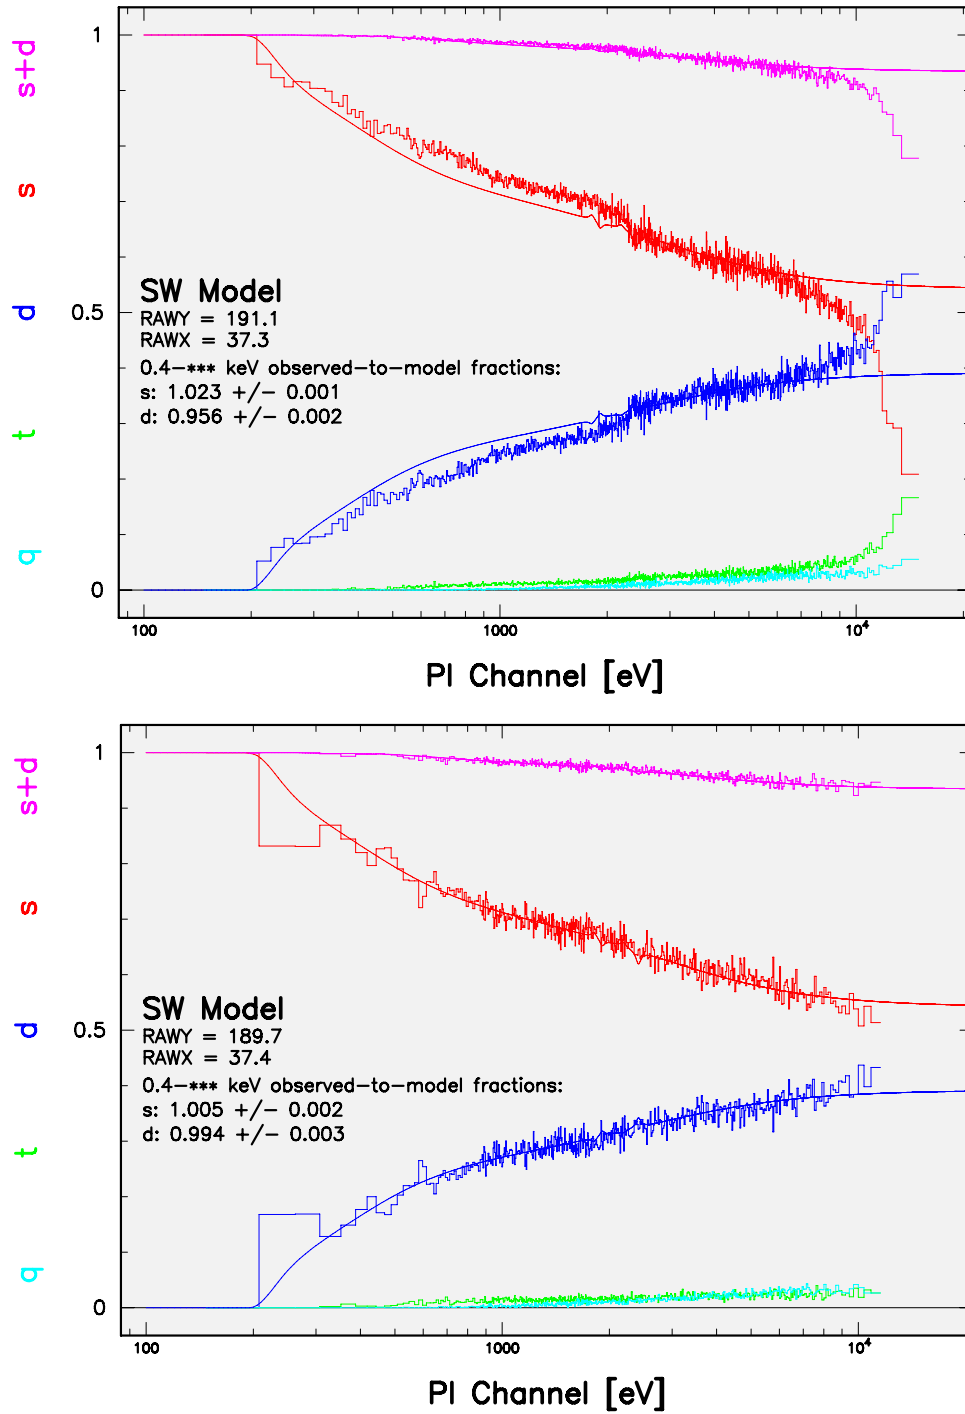 s+d
s
d
t
q
1
0.5
0
SW Model
RAWY = 191.1
RAWX = 37.3
0.4-*** keV observed-to-model fractions:
s: 1.023 +/- 0.001
d: 0.956 +/- 0.002
100
1000
10⁴
PI Channel [eV]
s+d
s
d
t
q
1
0.5
0
SW Model
RAWY = 189.7
RAWX = 37.4
0.4-*** keV observed-to-model fractions:
s: 1.005 +/- 0.002
d: 0.994 +/- 0.003
100
1000
10⁴
PI Channel [eV]